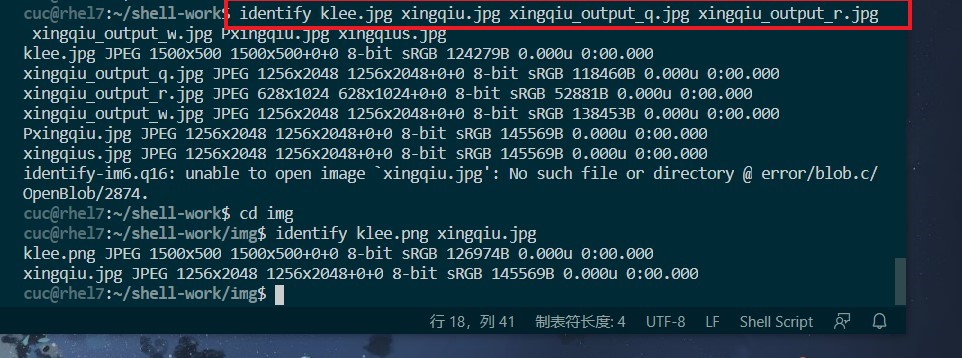 cuc@rhel7:~/shell-work$ identify klee.jpg xingqiu.jpg xingqiu_output_q.jpg xingqiu_output_r.jpg
xingqiu_output_w.jpg Pxingqiu.jpg xingqius.jpg
klee.jpg JPEG 1500x500 1500x500+0+0 8-bit sRGB 124279B 0.000u 0:00.000
xingqiu_output_q.jpg JPEG 1256x2048 1256x2048+0+0 8-bit sRGB 118460B 0.000u 0:00.000
xingqiu_output_r.jpg JPEG 628x1024 628x1024+0+0 8-bit sRGB 52881B 0.000u 0:00.000
xingqiu_output_w.jpg JPEG 1256x2048 1256x2048+0+0 8-bit sRGB 138453B 0.000u 0:00.000
Pxingqiu.jpg JPEG 1256x2048 1256x2048+0+0 8-bit sRGB 145569B 0.000u 0:00.000
xingqius.jpg JPEG 1256x2048 1256x2048+0+0 8-bit sRGB 145569B 0.000u 0:00.000
identify-im6.q16: unable to open image `xingqiu.jpg': No such file or directory @ error/blob.c/
OpenBlob/2874.
cuc@rhel7:~/shell-work$ cd img
cuc@rhel7:~/shell-work/img$ identify klee.png xingqiu.jpg
klee.png JPEG 1500x500 1500x500+0+0 8-bit sRGB 126974B 0.000u 0:00.000
xingqiu.jpg JPEG 1256x2048 1256x2048+0+0 8-bit sRGB 145569B 0.000u 0:00.000
cuc@rhel7:~/shell-work/img$
行 18，列 41 制表符长度: 4 UTF-8 LF Shell Script